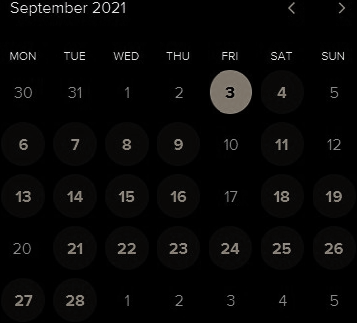 September 2021
MON TUE WED THU FRI SAT SUN
30 31 1 2 3 4 5
6 7 8 9 10 11 12
13 14 15 16 17 18 19
20 21 22 23 24 25 26
27 28 1 2 3 4 5